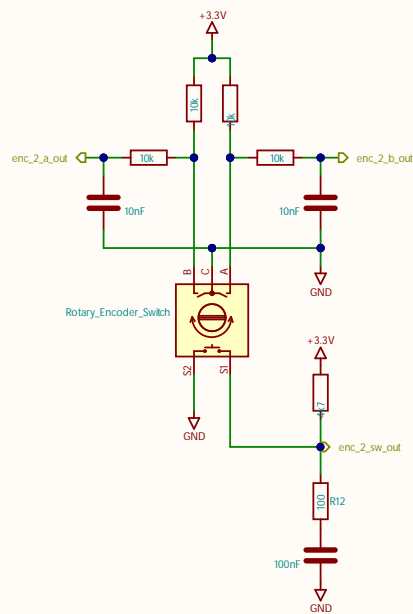 +3.3V
10k
10k
enc_2_a_out
10k
10k
enc_2_b_out
10nF
10nF
B
C
A
GND
Rotary_Encoder_Switch
+3.3V
S2
S1
4k7
GND
enc_2_sw_out
100
R12
100nF
GND